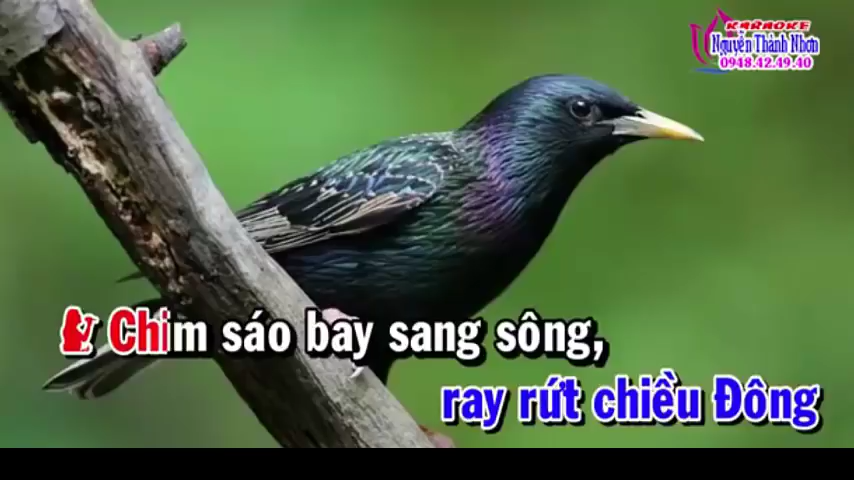 KARAOKE
Nguyễn Thành Nhơn
0948.42.49.40
Chim sáo bay sang sông,
ray rứt chiều Đông